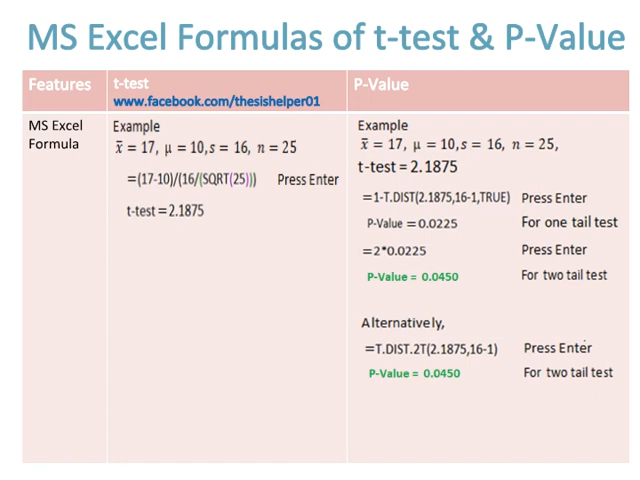 MS Excel Formulas of t-test & P-Value
Features
t-test
www.facebook.com/thesishelper01
P-Value
MS Excel
Formula
Example
x̄ = 17, μ = 10,s = 16, n = 25
=(17-10)/(16/(SQRT(25))) Press Enter
t-test = 2.1875
Example
x̄ = 17, μ = 10,s = 16, n = 25,
t-test = 2.1875
=1-T.DIST(2.1875,16-1,TRUE) Press Enter
P-Value = 0.0225 For one tail test
=2*0.0225 Press Enter
P-Value = 0.0450 For two tail test
Alternatively,
=T.DIST.2T(2.1875,16-1) Press Enter
P-Value = 0.0450 For two tail test